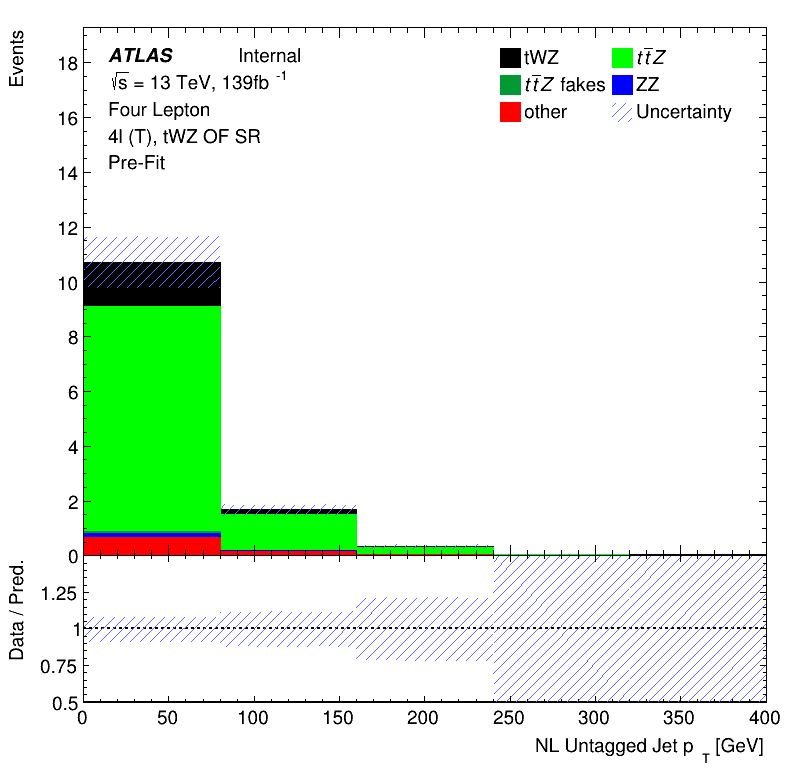 Events
18
16
14
12
10
8
6
4
2
0
ATLAS Internal
√s = 13 TeV, 139fb -1
Four Lepton
4l (T), tWZ OF SR
Pre-Fit
tWZ
tt̄Z
tt̄Z fakes
ZZ
other
Uncertainty
Data / Pred.
1.25
1
0.75
0.5
0 50 100 150 200 250 300 350 400
NL Untagged Jet p T [GeV]